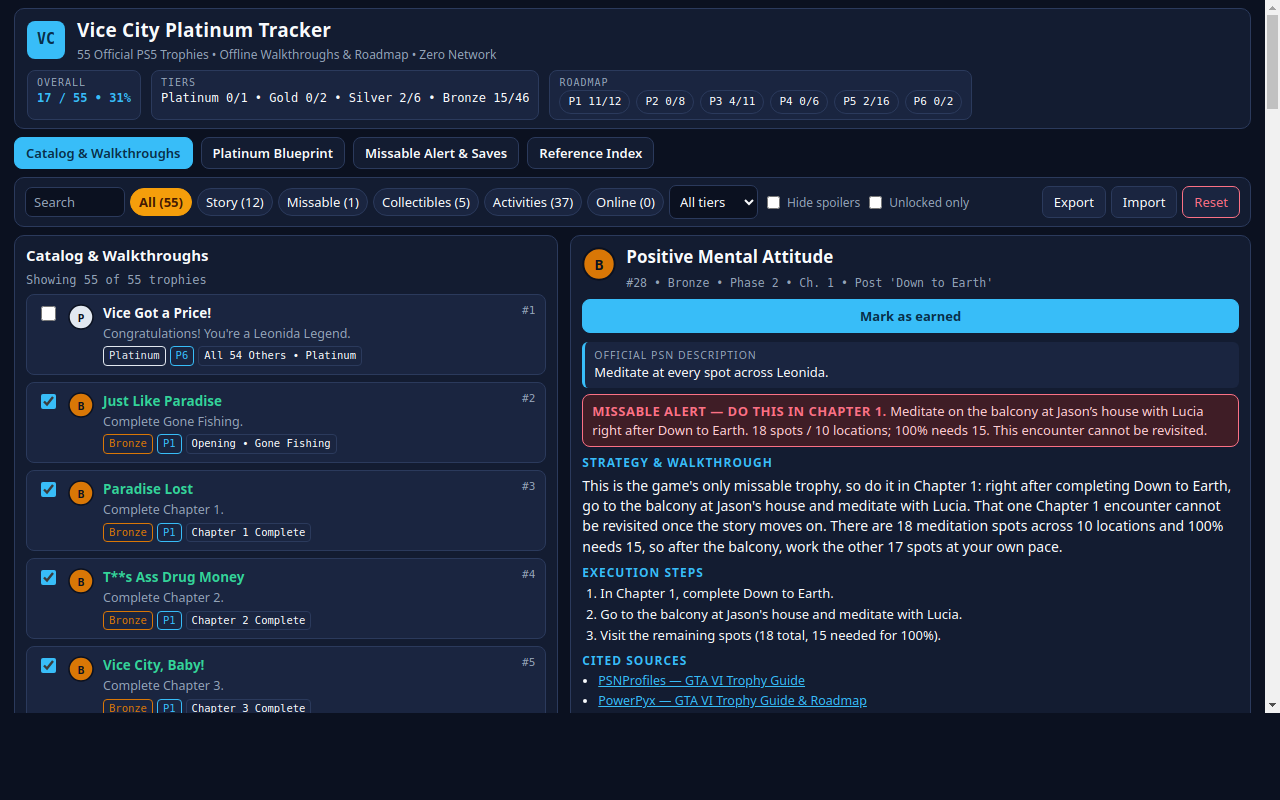 VC
Vice City Platinum Tracker
55 Official PS5 Trophies • Offline Walkthroughs & Roadmap • Zero Network
OVERALL
17 / 55 • 31%
TIERS
Platinum 0/1 • Gold 0/2 • Silver 2/6 • Bronze 15/46
ROADMAP
P1 11/12 P2 0/8 P3 4/11 P4 0/6 P5 2/16 P6 0/2
Catalog & Walkthroughs Platinum Blueprint Missable Alert & Saves Reference Index
Search All (55) Story (12) Missable (1) Collectibles (5) Activities (37) Online (0) All tiers Hide spoilers Unlocked only Export Import Reset
Catalog & Walkthroughs
Showing 55 of 55 trophies
P Vice Got a Price! #1
Congratulations! You're a Leonida Legend.
Platinum P6 All 54 Others • Platinum
B Just Like Paradise #2
Complete Gone Fishing.
Bronze P1 Opening • Gone Fishing
B Paradise Lost #3
Complete Chapter 1.
Bronze P1 Chapter 1 Complete
B T**s Ass Drug Money #4
Complete Chapter 2.
Bronze P1 Chapter 2 Complete
B Vice City, Baby! #5
Complete Chapter 3.
Bronze P1 Chapter 3 Complete
B Positive Mental Attitude
#28 • Bronze • Phase 2 • Ch. 1 • Post 'Down to Earth'
Mark as earned
OFFICIAL PSN DESCRIPTION
Meditate at every spot across Leonida.
MISSABLE ALERT — DO THIS IN CHAPTER 1. Meditate on the balcony at Jason’s house with Lucia
right after Down to Earth. 18 spots / 10 locations; 100% needs 15. This encounter cannot be revisited.
STRATEGY & WALKTHROUGH
This is the game's only missable trophy, so do it in Chapter 1: right after completing Down to Earth,
go to the balcony at Jason's house and meditate with Lucia. That one Chapter 1 encounter cannot
be revisited once the story moves on. There are 18 meditation spots across 10 locations and 100%
needs 15, so after the balcony, work the other 17 spots at your own pace.
EXECUTION STEPS
1. In Chapter 1, complete Down to Earth.
2. Go to the balcony at Jason's house and meditate with Lucia.
3. Visit the remaining spots (18 total, 15 needed for 100%).
CITED SOURCES
• PSNProfiles — GTA VI Trophy Guide
• PowerPyx — GTA VI Trophy Guide & Roadmap